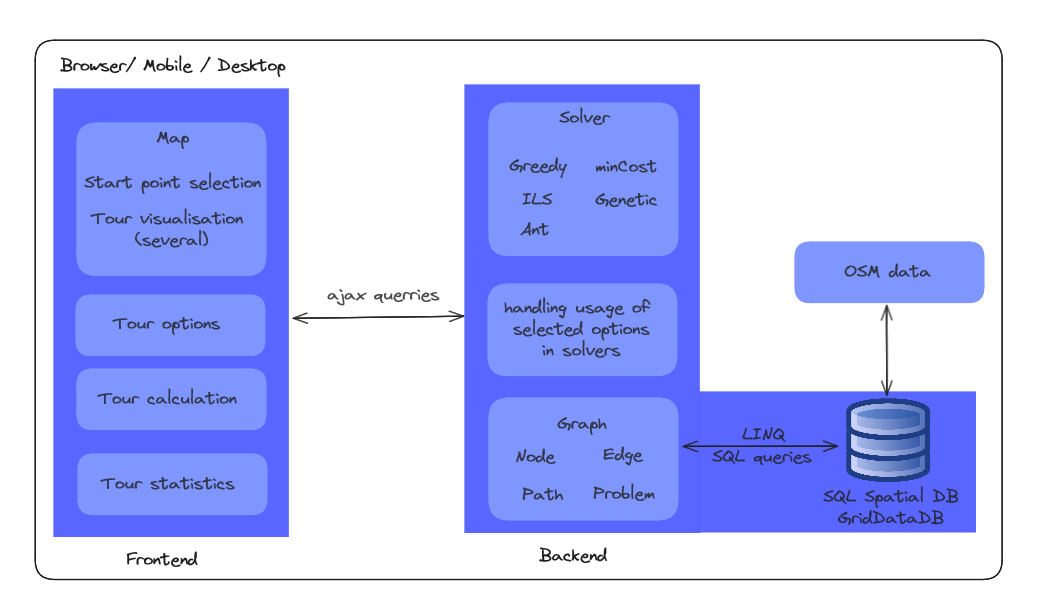 Browser/ Mobile / Desktop
Map
Start point selection
Tour visualisation
(several)
Tour options
Tour calculation
Tour statistics
Frontend
ajax querries
Solver
Greedy minCost
ILS Genetic
Ant
handling usage of
selected options
in solvers
Graph
Node Edge
Path Problem
Backend
LINQ
SQL queries
OSM data
SQL Spatial DB
GridDataDB